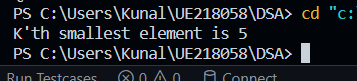 PS C:\Users\Kunal\UE218058\DSA> cd "c:
K'th smallest element is 5
PS C:\Users\Kunal\UE218058\DSA>
Run Testcases 0 0 0